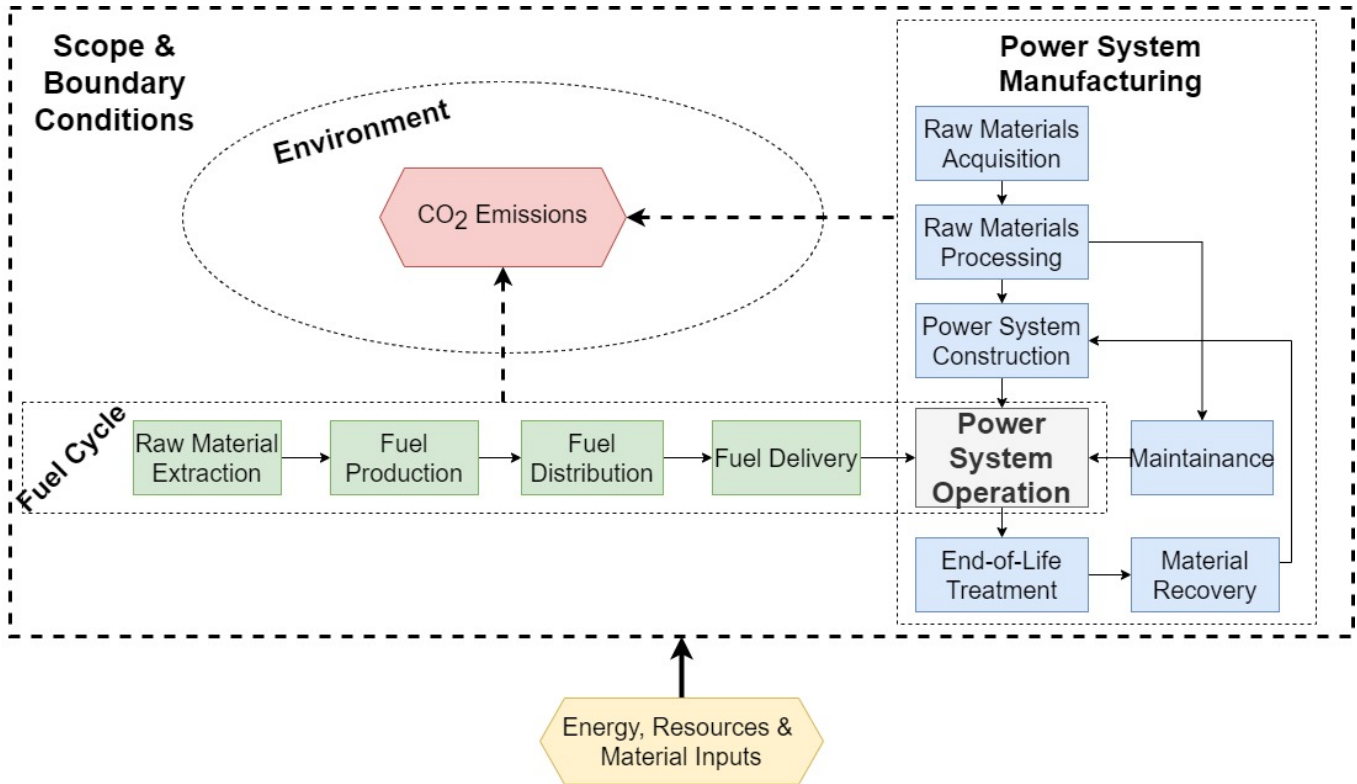 Scope &
Boundary
Conditions
Environment
CO₂ Emissions
Power System
Manufacturing
Raw Materials
Acquisition
Raw Materials
Processing
Power System
Construction
Fuel Cycle
Raw Material
Extraction
Fuel
Production
Fuel
Distribution
Fuel Delivery
Power
System
Operation
Maintainance
End-of-Life
Treatment
Material
Recovery
Energy, Resources &
Material Inputs